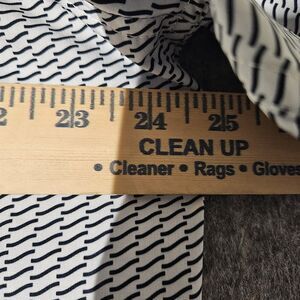 2 23 24 25
CLEAN UP
• Cleaner • Rags • Gloves